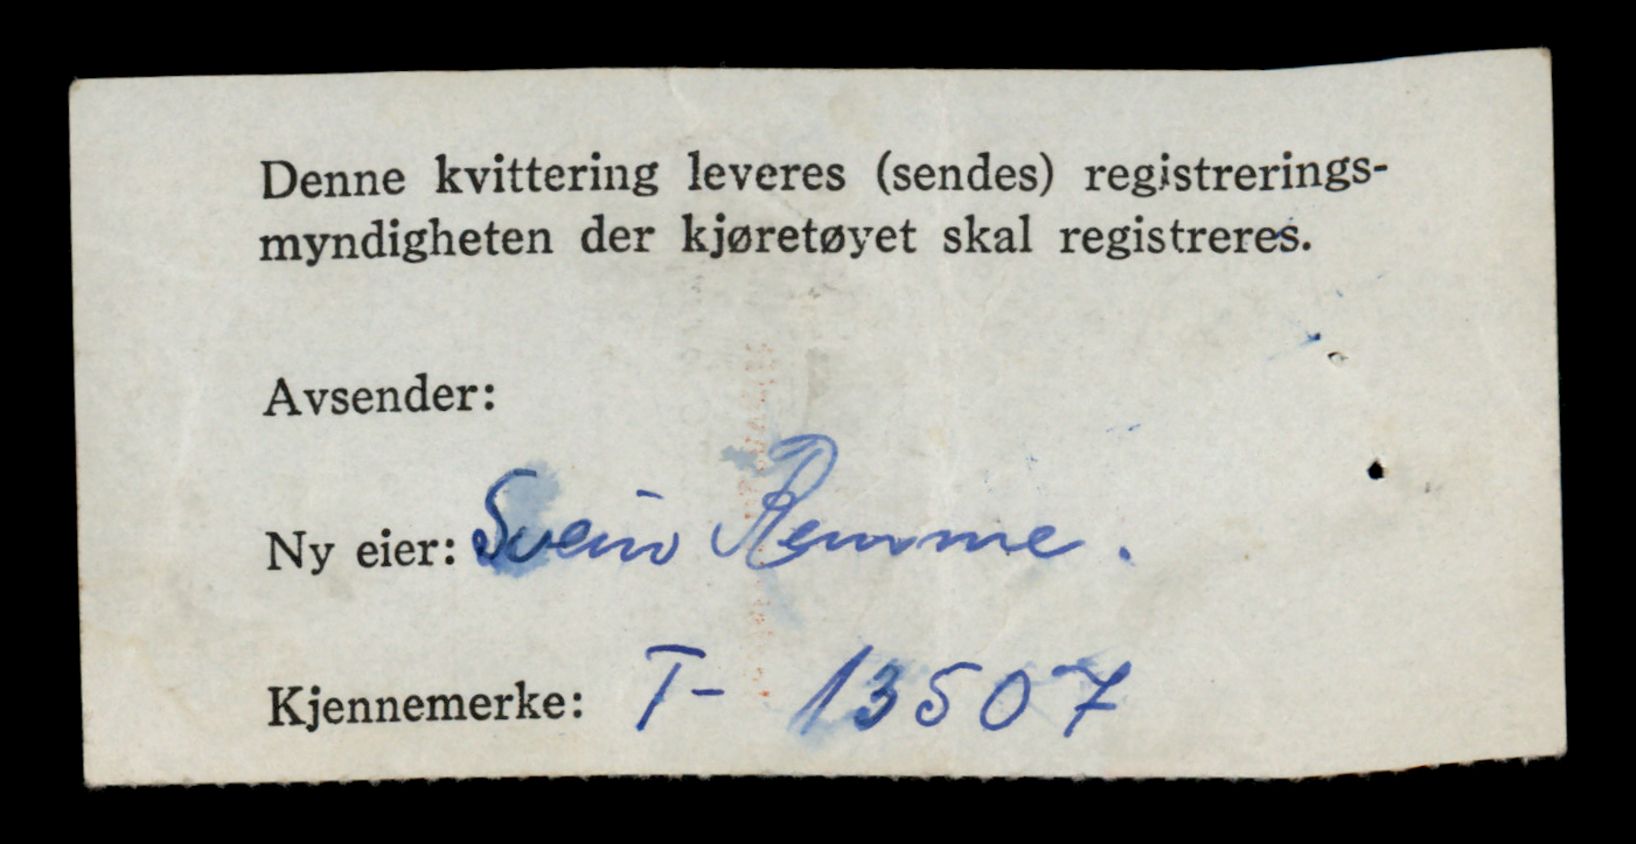 Denne kvittering leveres (sendes) registrerings-
myndigheten der kjøretøyet skal registreres.
Avsender:
Ny eier: Svein Remme.
Kjennemerke: T- 13507